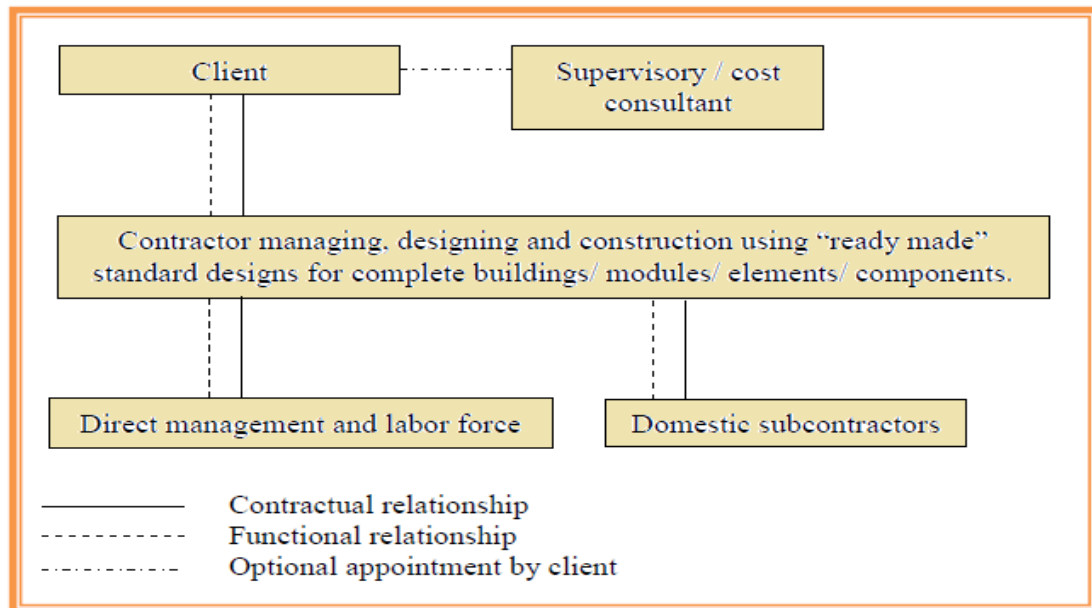 Client
Supervisory / cost
consultant
Contractor managing, designing and construction using “ready made”
standard designs for complete buildings/ modules/ elements/ components.
Direct management and labor force
Domestic subcontractors
Contractual relationship
Functional relationship
Optional appointment by client